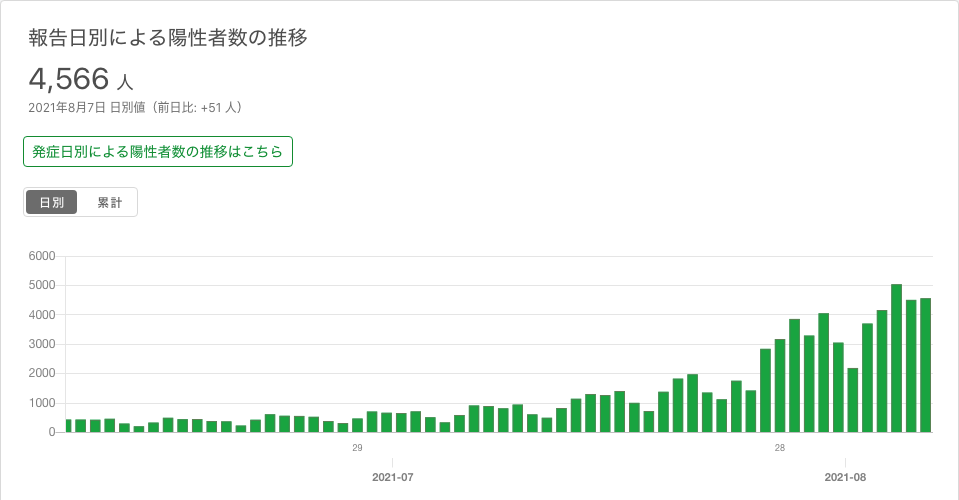 報告日別による陽性者数の推移
4,566 人
2021年8月7日 日別値（前日比: +51 人）
発症日別による陽性者数の推移はこちら
日別 累計
6000
5000
4000
3000
2000
1000
0
29 28
2021-07 2021-08